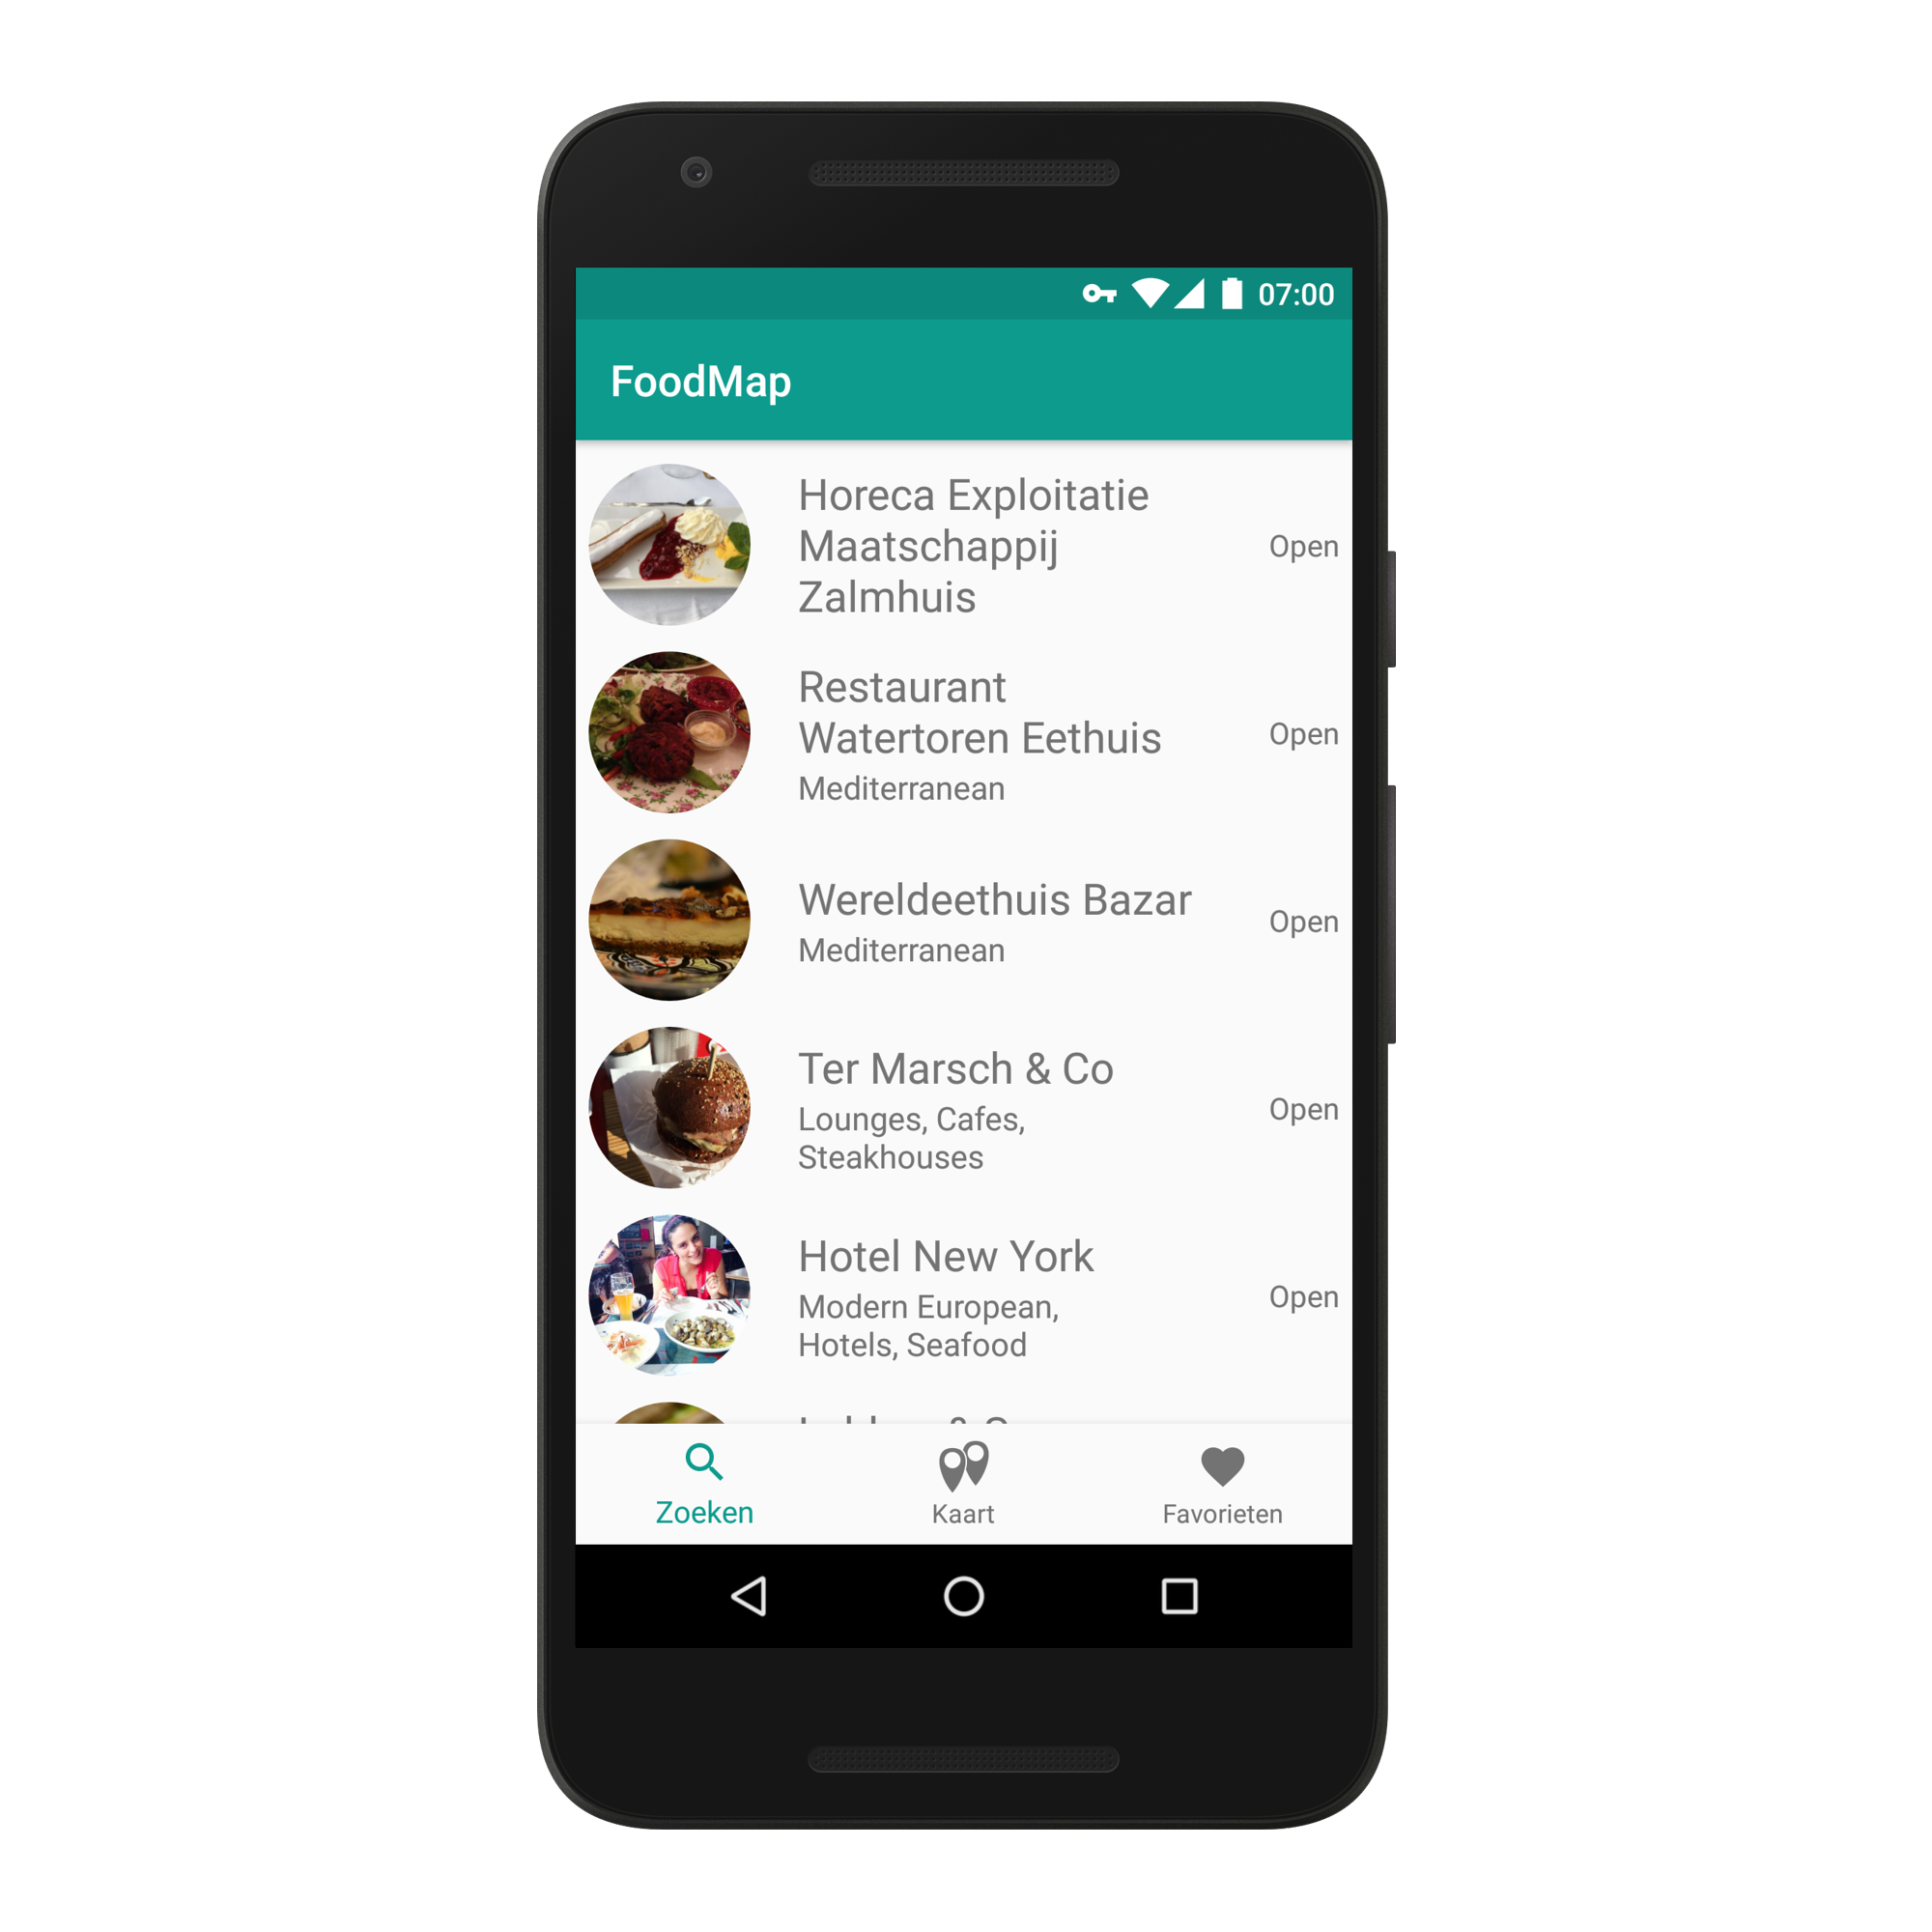 07:00
FoodMap
Horeca Exploitatie
Maatschappij
Zalmhuis
Open
Restaurant
Watertoren Eethuis
Mediterranean
Open
Wereldeethuis Bazar
Mediterranean
Open
Ter Marsch & Co
Lounges, Cafes,
Steakhouses
Open
Hotel New York
Modern European,
Hotels, Seafood
Open
Zoeken
Kaart
Favorieten